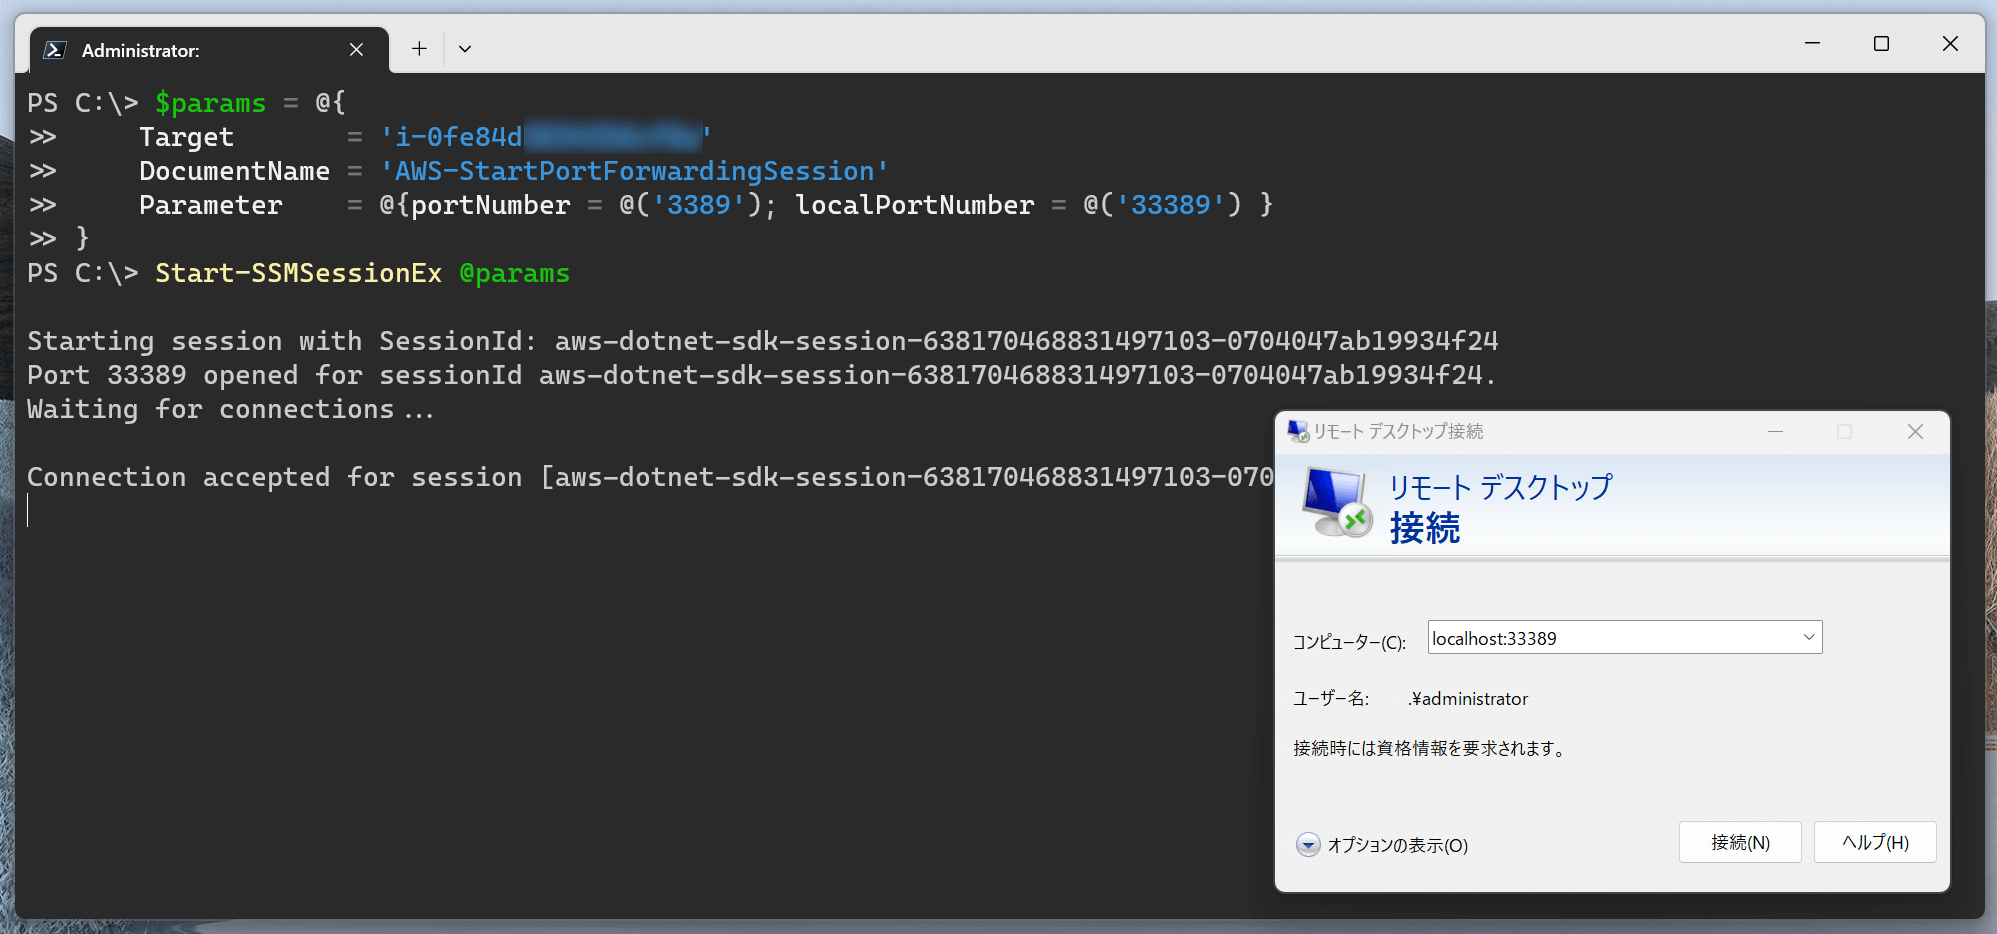 Administrator:
PS C:\> $params = @{
>>     Target       = 'i-0fe84d'
>>     DocumentName = 'AWS-StartPortForwardingSession'
>>     Parameter    = @{portNumber = @('3389'); localPortNumber = @('33389') }
>> }
PS C:\> Start-SSMSessionEx @params
Starting session with SessionId: aws-dotnet-sdk-session-638170468831497103-0704047ab19934f24
Port 33389 opened for sessionId aws-dotnet-sdk-session-638170468831497103-0704047ab19934f24.
Waiting for connections...
Connection accepted for session [aws-dotnet-sdk-session-638170468831497103-070
リモート デスクトップ接続
リモート デスクトップ
接続
コンピューター(C): localhost:33389
ユーザー名: .¥administrator
接続時には資格情報を要求されます。
オプションの表示(O)
接続(N)
ヘルプ(H)